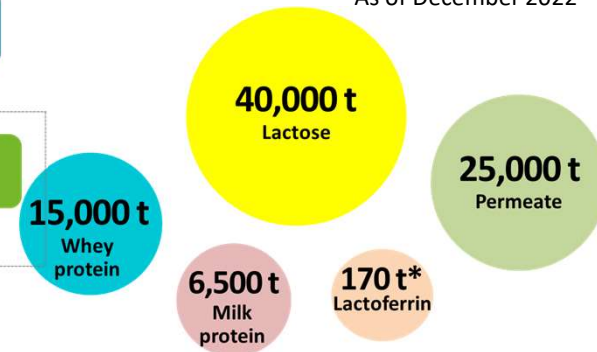 As of December 2022
40,000 t
Lactose
25,000 t
Permeate
15,000 t
Whey
protein
6,500 t
Milk
protein
170 t*
Lactoferrin